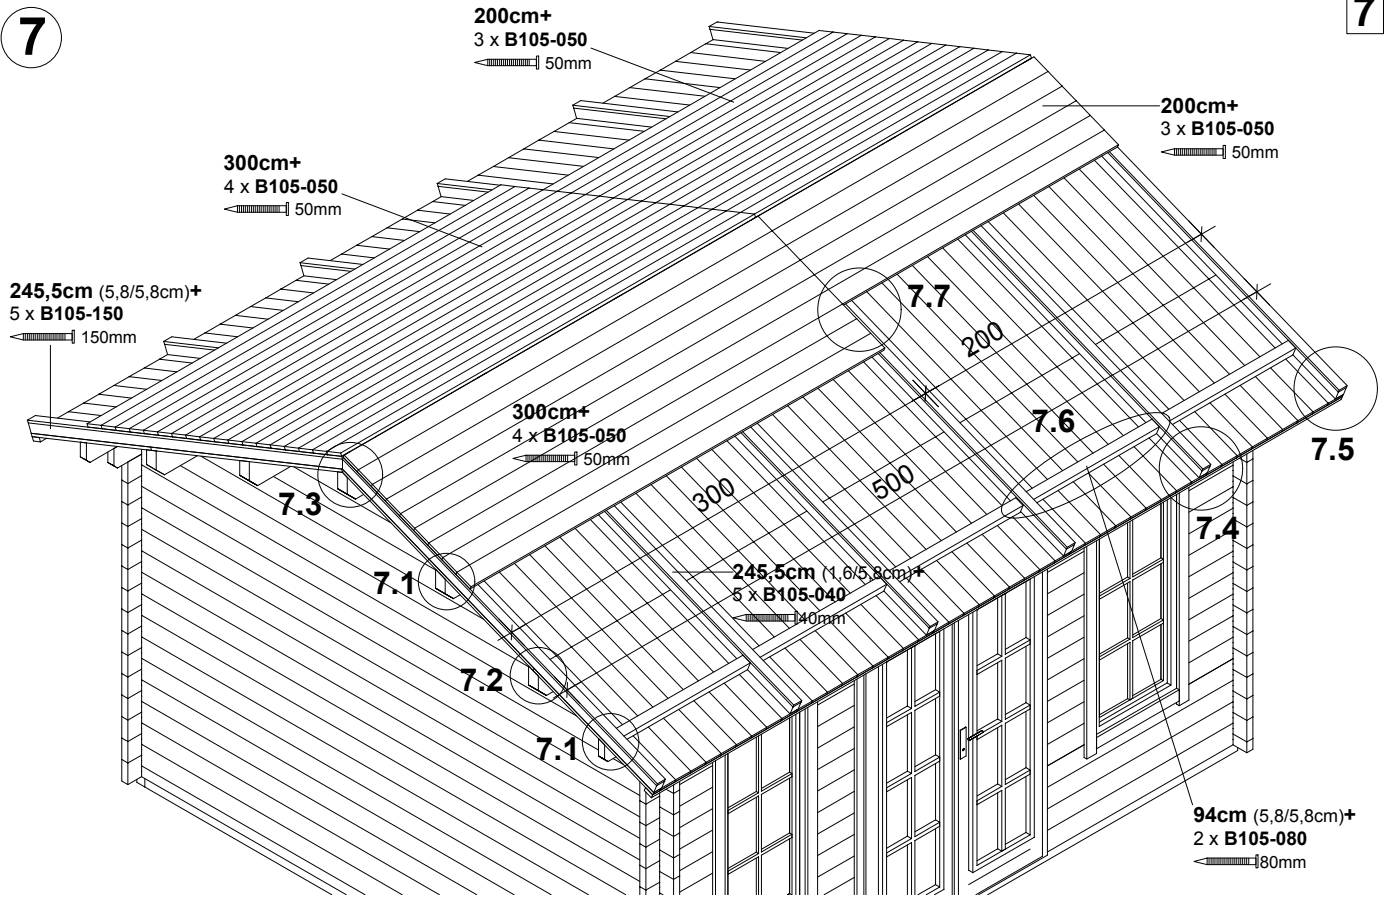 7
7
200cm+
3 x B105-050
50mm
200cm+
3 x B105-050
50mm
300cm+
4 x B105-050
50mm
245,5cm (5,8/5,8cm)+
5 x B105-150
150mm
7.7
200
300cm+
4 x B105-050
50mm
7.6
7.5
7.3
300
500
7.4
7.1
245,5cm (1,6/5,8cm)+
5 x B105-040
40mm
7.2
7.1
94cm (5,8/5,8cm)+
2 x B105-080
80mm